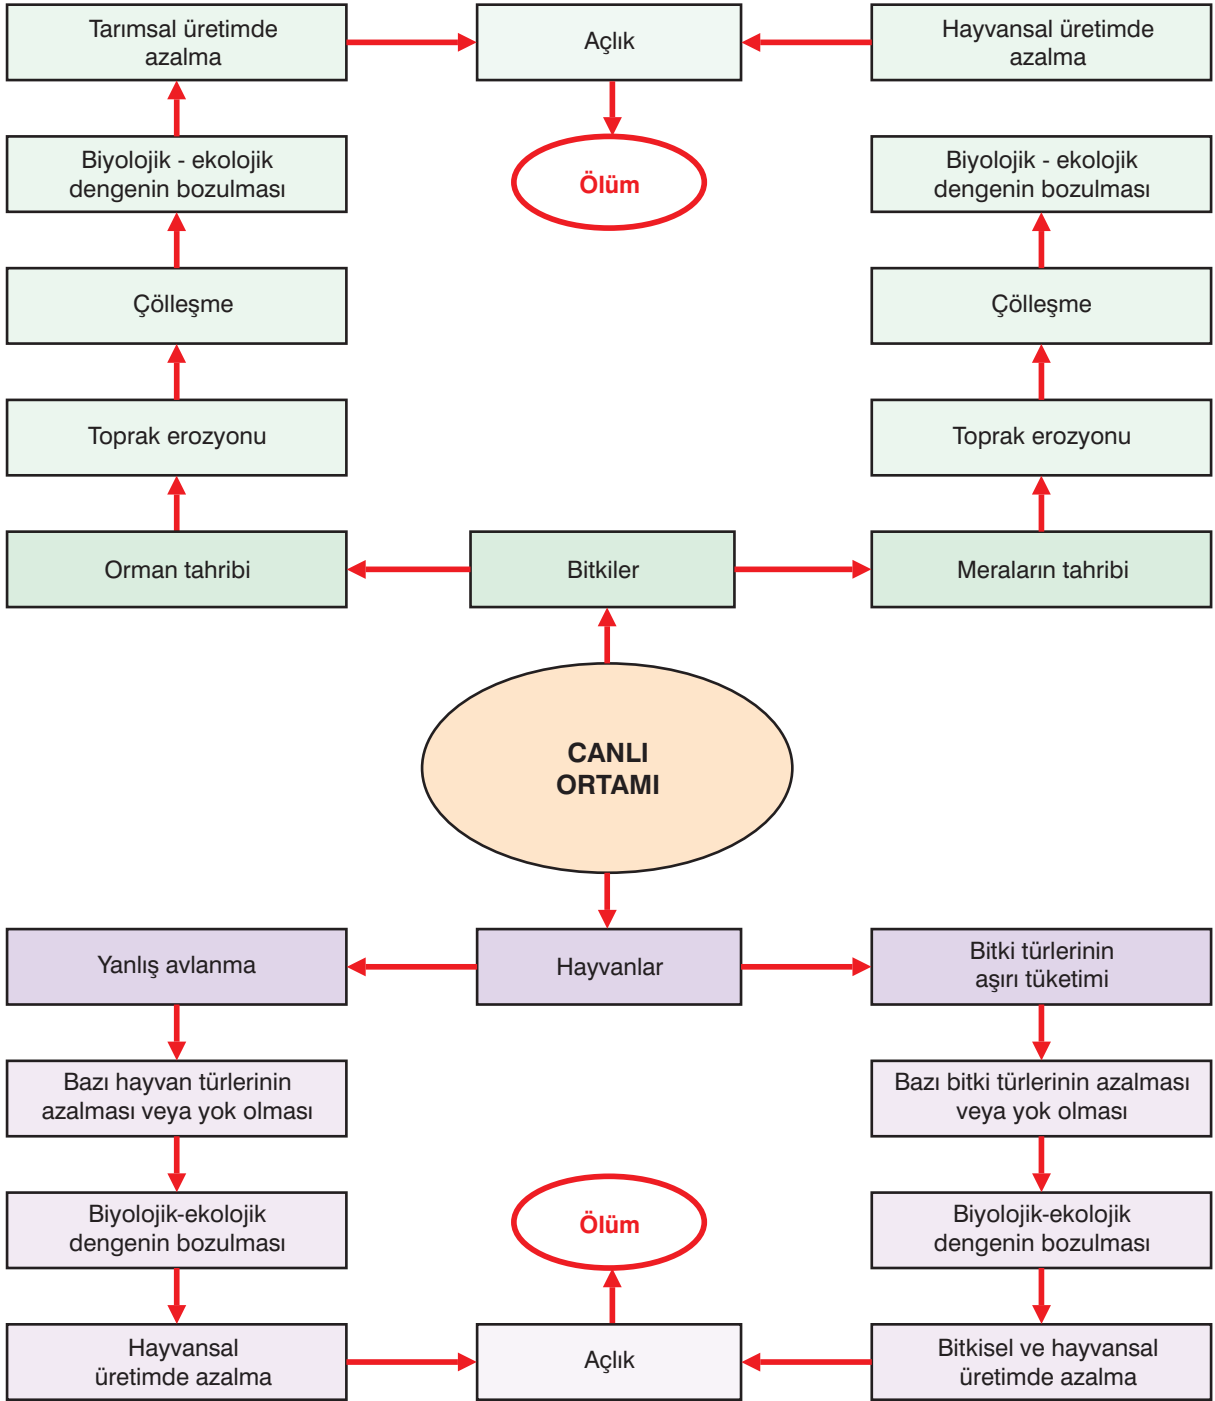 Tarımsal üretimde
azalma
Açlık
Hayvansal üretimde
azalma
Biyolojik - ekolojik
dengenin bozulması
Ölüm
Biyolojik - ekolojik
dengenin bozulması
Çölleşme
Çölleşme
Toprak erozyonu
Toprak erozyonu
Orman tahribi
Bitkiler
Meraların tahribi
CANLI
ORTAMI
Yanlış avlanma
Hayvanlar
Bitki türlerinin
aşırı tüketimi
Bazı hayvan türlerinin
azalması veya yok olması
Bazı bitki türlerinin azalması
veya yok olması
Biyolojik-ekolojik
dengenin bozulması
Ölüm
Biyolojik-ekolojik
dengenin bozulması
Hayvansal
üretimde azalma
Açlık
Bitkisel ve hayvansal
üretimde azalma